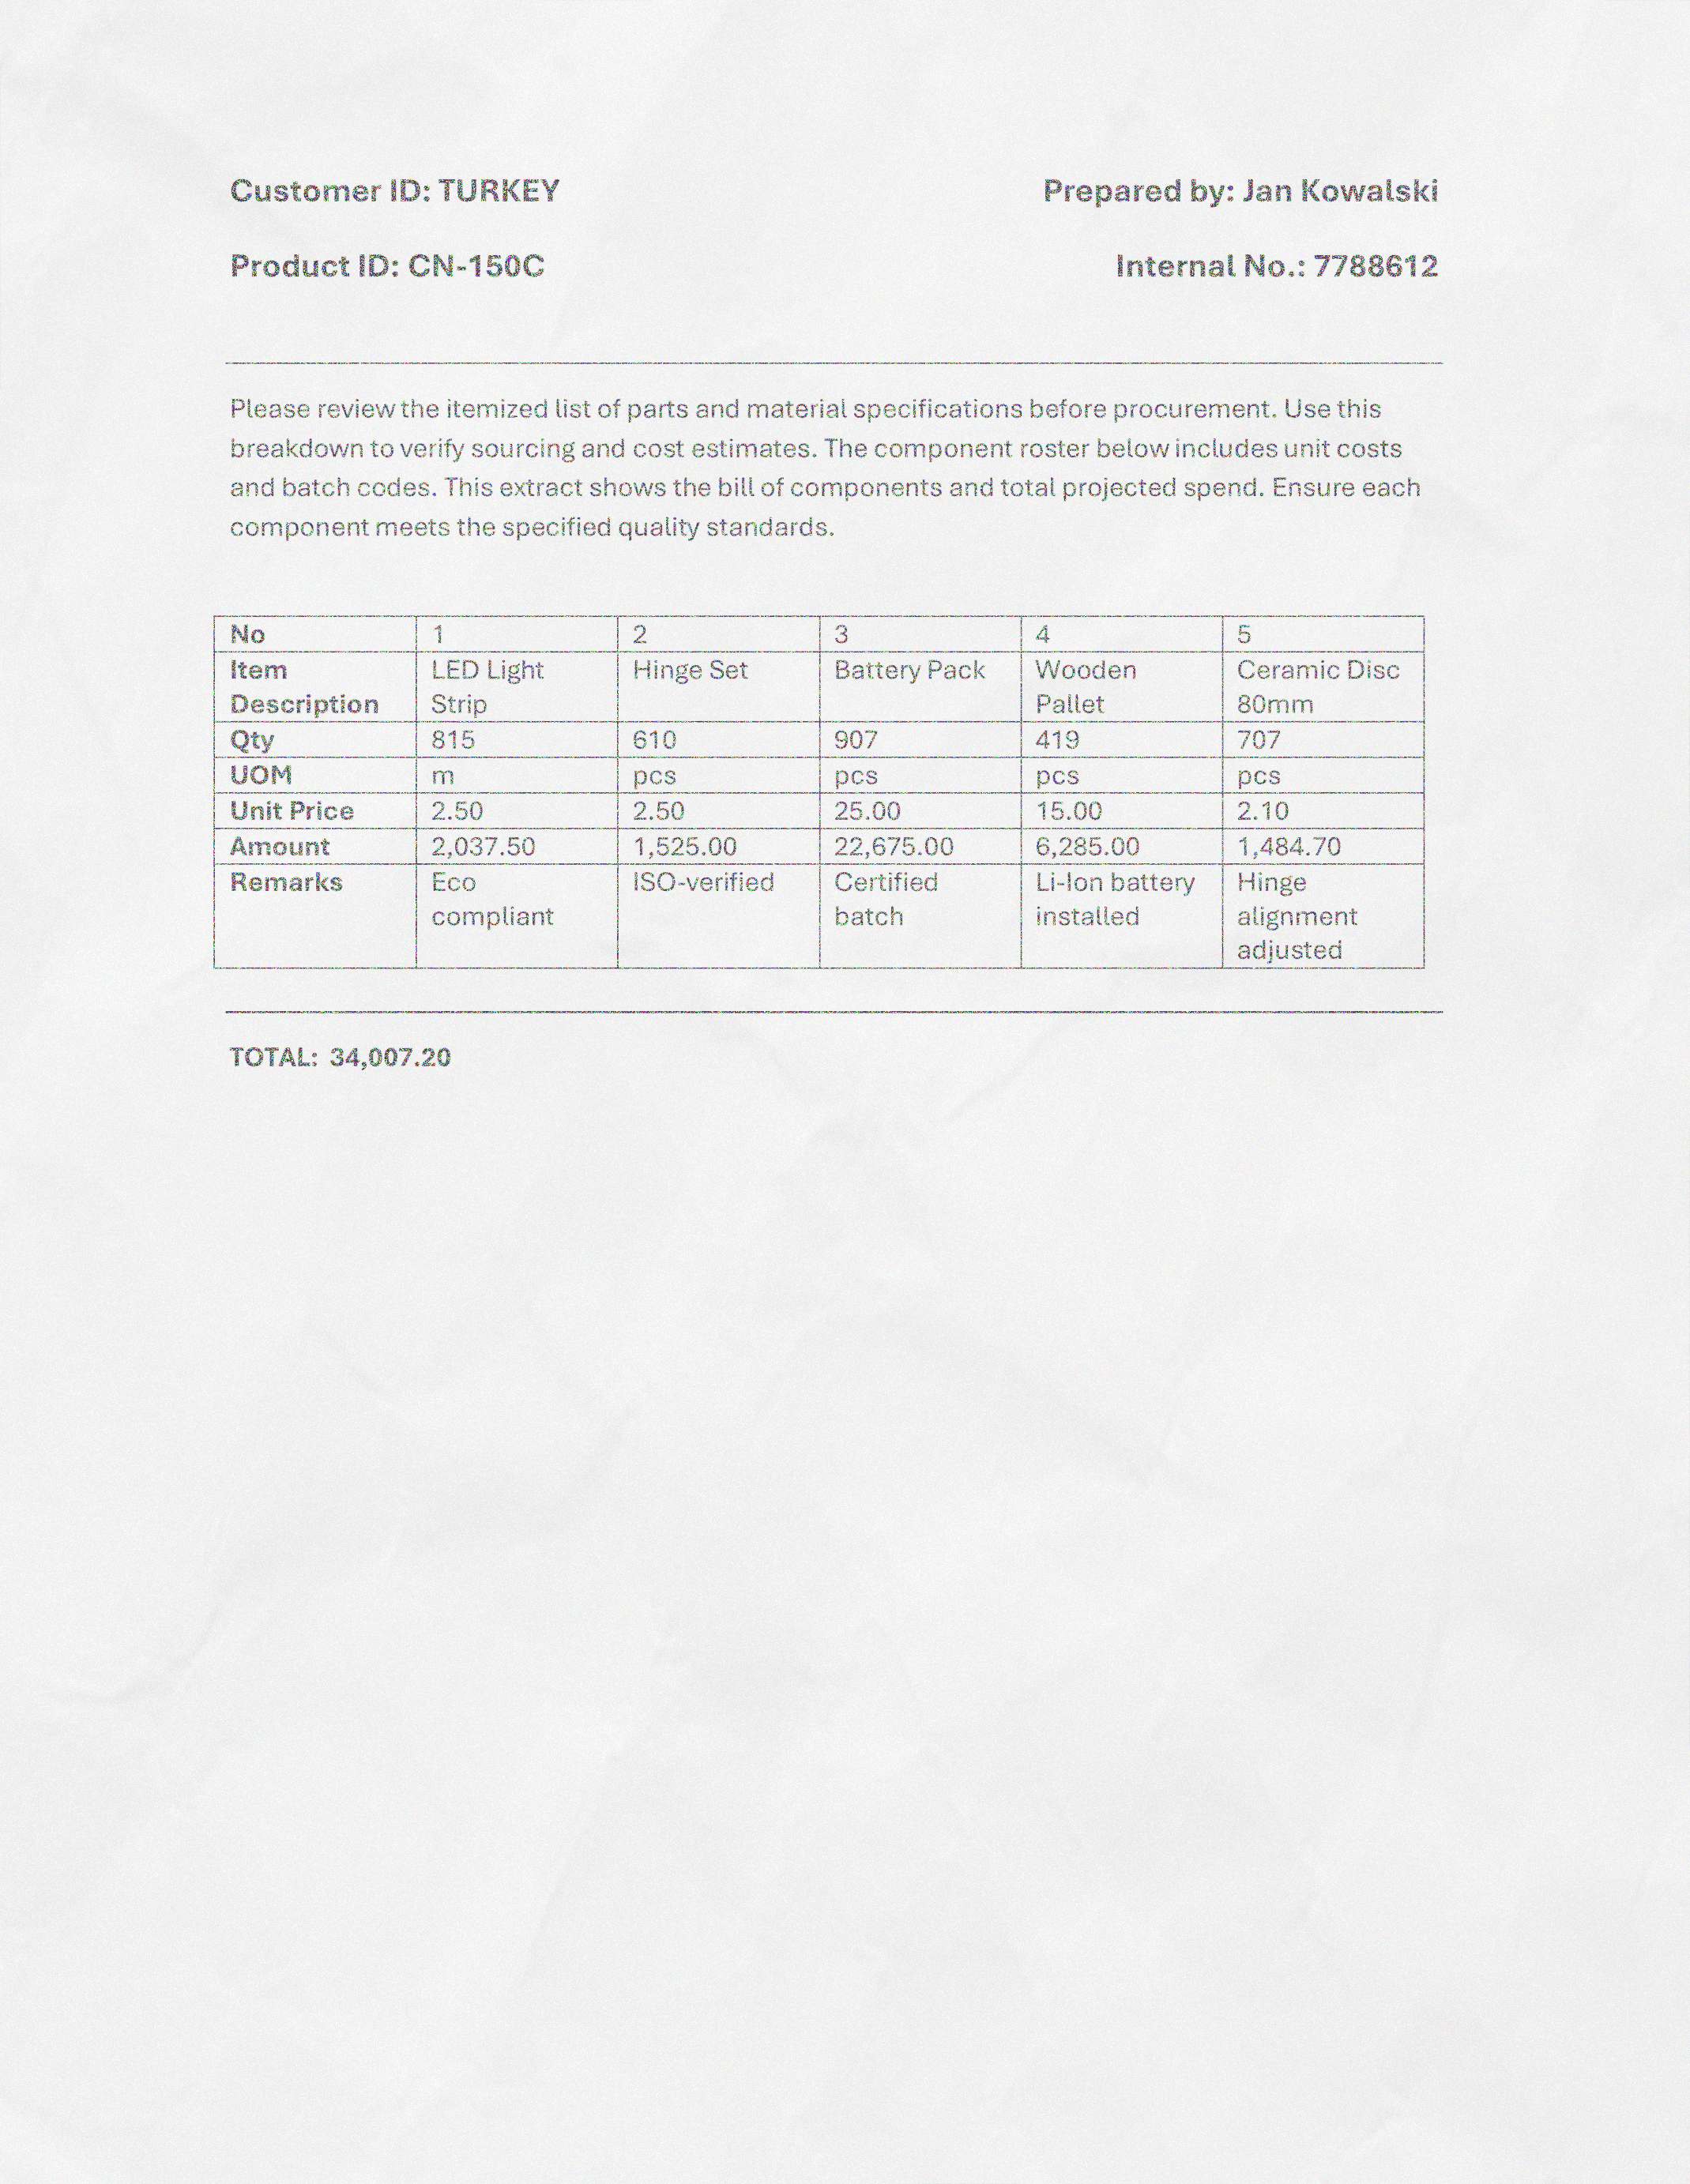 Customer ID: TURKEY Prepared by: Jan Kowalski
Product ID: CN-150C Internal No.: 7788612
Please review the itemized list of parts and material specifications before procurement. Use this
breakdown to verify sourcing and cost estimates. The component roster below includes unit costs
and batch codes. This extract shows the bill of components and total projected spend. Ensure each
component meets the specified quality standards.
No 1 2 3 4 5
Item LED Light Hinge Set Battery Pack Wooden Ceramic Disc
Description Strip Pallet 80mm
Qty 815 610 907 419 707
UOM m pcs pcs pcs pcs
Unit Price 2.50 2.50 25.00 15.00 2.10
Amount 2,037.50 1,525.00 22,675.00 6,285.00 1,484.70
Remarks Eco ISO-verified Certified Li-Ion battery Hinge
compliant batch installed alignment
adjusted
TOTAL: 34,007.20